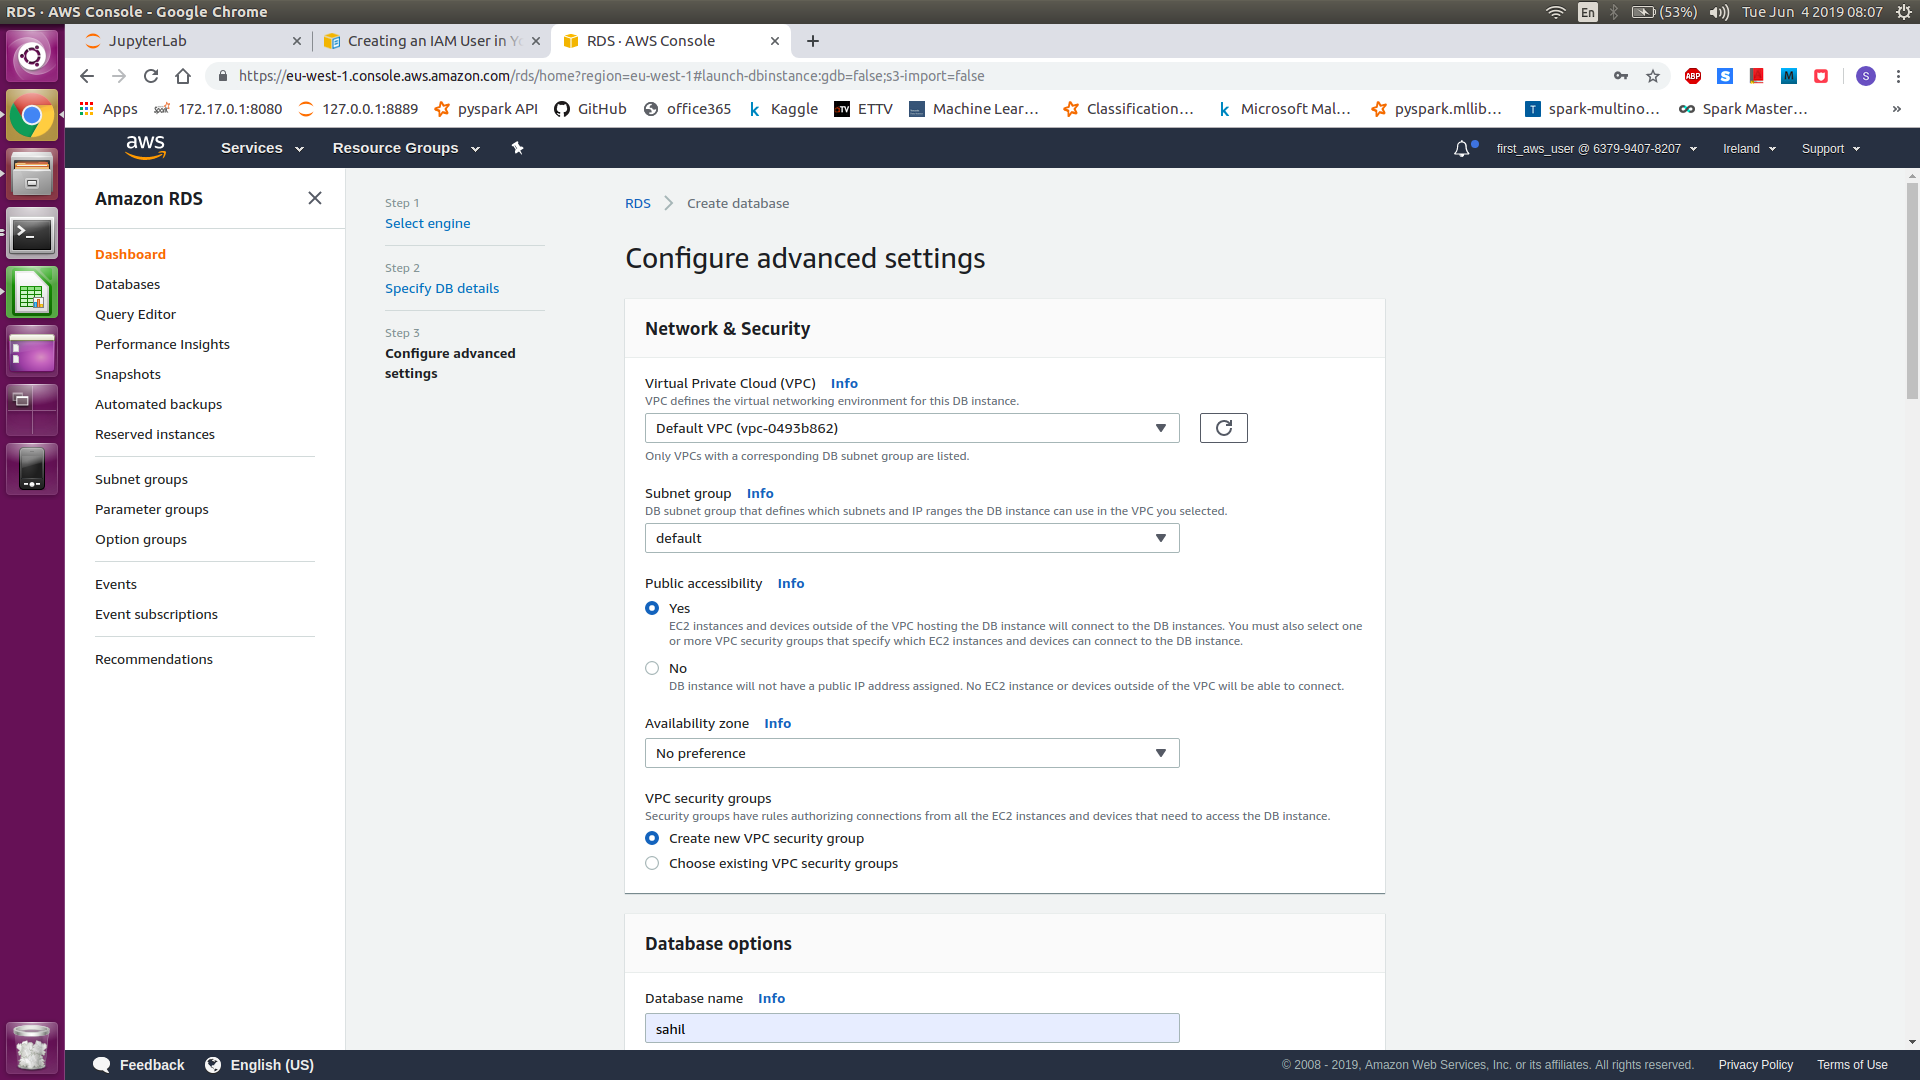 RDS · AWS Console - Google Chrome
En
(53%)
Tue Jun 4 2019 08:07
JupyterLab
Creating an IAM User in Yo
RDS · AWS Console
https://eu-west-1.console.aws.amazon.com/rds/home?region=eu-west-1#launch-dbinstance:gdb=false;s3-import=false
ABP
S
M
S
Apps
172.17.0.1:8080
127.0.0.1:8889
pyspark API
GitHub
office365
Kaggle
ETTV
Machine Lear...
Classification...
Microsoft Mal...
pyspark.mllib...
spark-multino...
Spark Master...
»
aws
Services
Resource Groups
first_aws_user @ 6379-9407-8207
Ireland
Support
Amazon RDS
Dashboard
Databases
Query Editor
Performance Insights
Snapshots
Automated backups
Reserved instances
Subnet groups
Parameter groups
Option groups
Events
Event subscriptions
Recommendations
Step 1
Select engine
Step 2
Specify DB details
Step 3
Configure advanced
settings
RDS
Create database
Configure advanced settings
Network & Security
Virtual Private Cloud (VPC) Info
VPC defines the virtual networking environment for this DB instance.
Default VPC (vpc-0493b862)
Only VPCs with a corresponding DB subnet group are listed.
Subnet group Info
DB subnet group that defines which subnets and IP ranges the DB instance can use in the VPC you selected.
default
Public accessibility Info
Yes
EC2 instances and devices outside of the VPC hosting the DB instance will connect to the DB instances. You must also select one
or more VPC security groups that specify which EC2 instances and devices can connect to the DB instance.
No
DB instance will not have a public IP address assigned. No EC2 instance or devices outside of the VPC will be able to connect.
Availability zone Info
No preference
VPC security groups
Security groups have rules authorizing connections from all the EC2 instances and devices that need to access the DB instance.
Create new VPC security group
Choose existing VPC security groups
Database options
Database name Info
sahil
Feedback
English (US)
© 2008 - 2019, Amazon Web Services, Inc. or its affiliates. All rights reserved.
Privacy Policy
Terms of Use